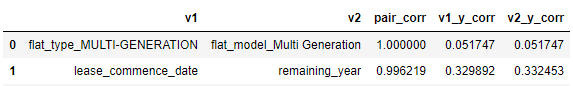 v1 v2 pair_corr v1_y_corr v2_y_corr
0 flat_type_MULTI-GENERATION flat_model_Multi Generation 1.000000 0.051747 0.051747
1 lease_commence_date remaining_year 0.996219 0.329892 0.332453